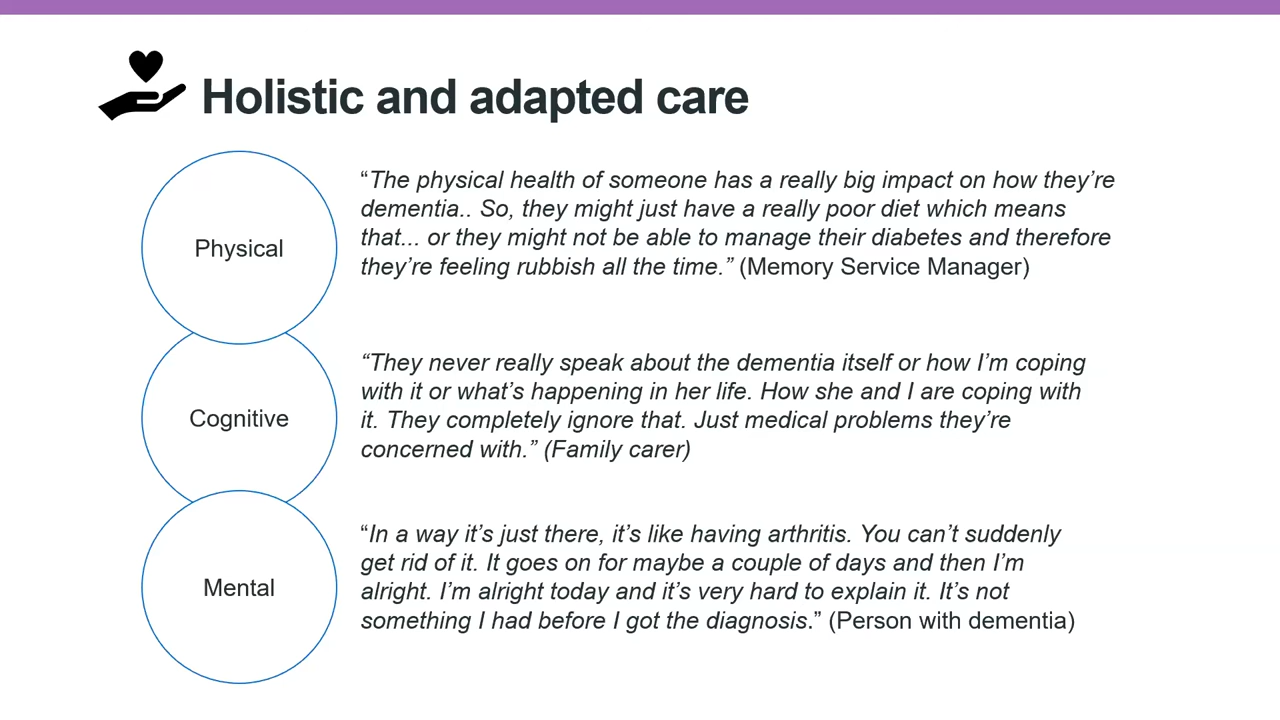 Holistic and adapted care
Physical
“The physical health of someone has a really big impact on how they’re
dementia.. So, they might just have a really poor diet which means
that... or they might not be able to manage their diabetes and therefore
they’re feeling rubbish all the time.” (Memory Service Manager)
Cognitive
“They never really speak about the dementia itself or how I’m coping
with it or what’s happening in her life. How she and I are coping with
it. They completely ignore that. Just medical problems they’re
concerned with.” (Family carer)
Mental
“In a way it’s just there, it’s like having arthritis. You can’t suddenly
get rid of it. It goes on for maybe a couple of days and then I’m
alright. I’m alright today and it’s very hard to explain it. It’s not
something I had before I got the diagnosis.” (Person with dementia)